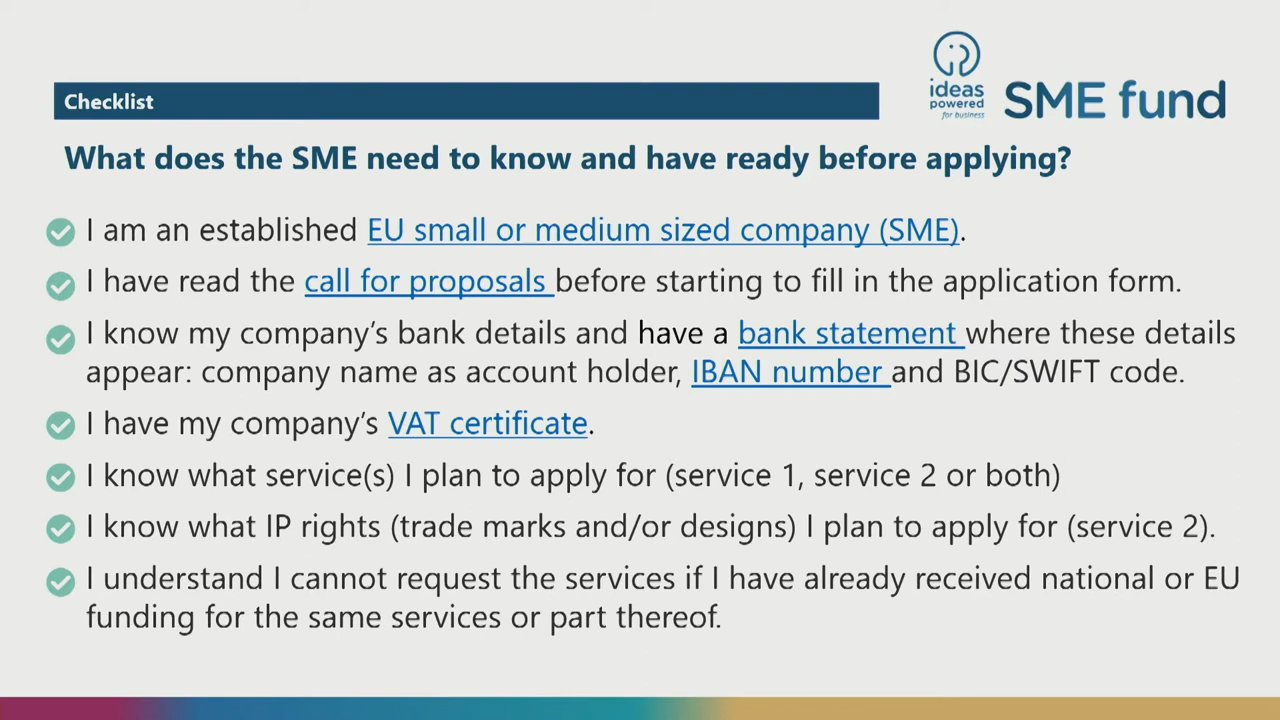 ideas
powered
for business
SME fund
Checklist
What does the SME need to know and have ready before applying?
I am an established EU small or medium sized company (SME).
I have read the call for proposals before starting to fill in the application form.
I know my company’s bank details and have a bank statement where these details
appear: company name as account holder, IBAN number and BIC/SWIFT code.
I have my company’s VAT certificate.
I know what service(s) I plan to apply for (service 1, service 2 or both)
I know what IP rights (trade marks and/or designs) I plan to apply for (service 2).
I understand I cannot request the services if I have already received national or EU
funding for the same services or part thereof.